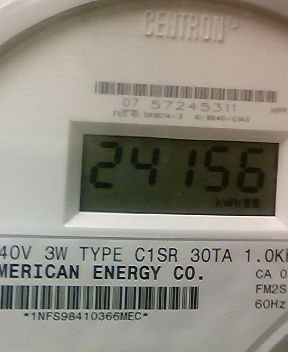 CENTRON®
07 57245311
24156
kWh
40V 3W TYPE C1SR 30TA 1.0K
MERICAN ENERGY CO.
CA 0
FM2S
60Hz
*1NFS98410366MEC*